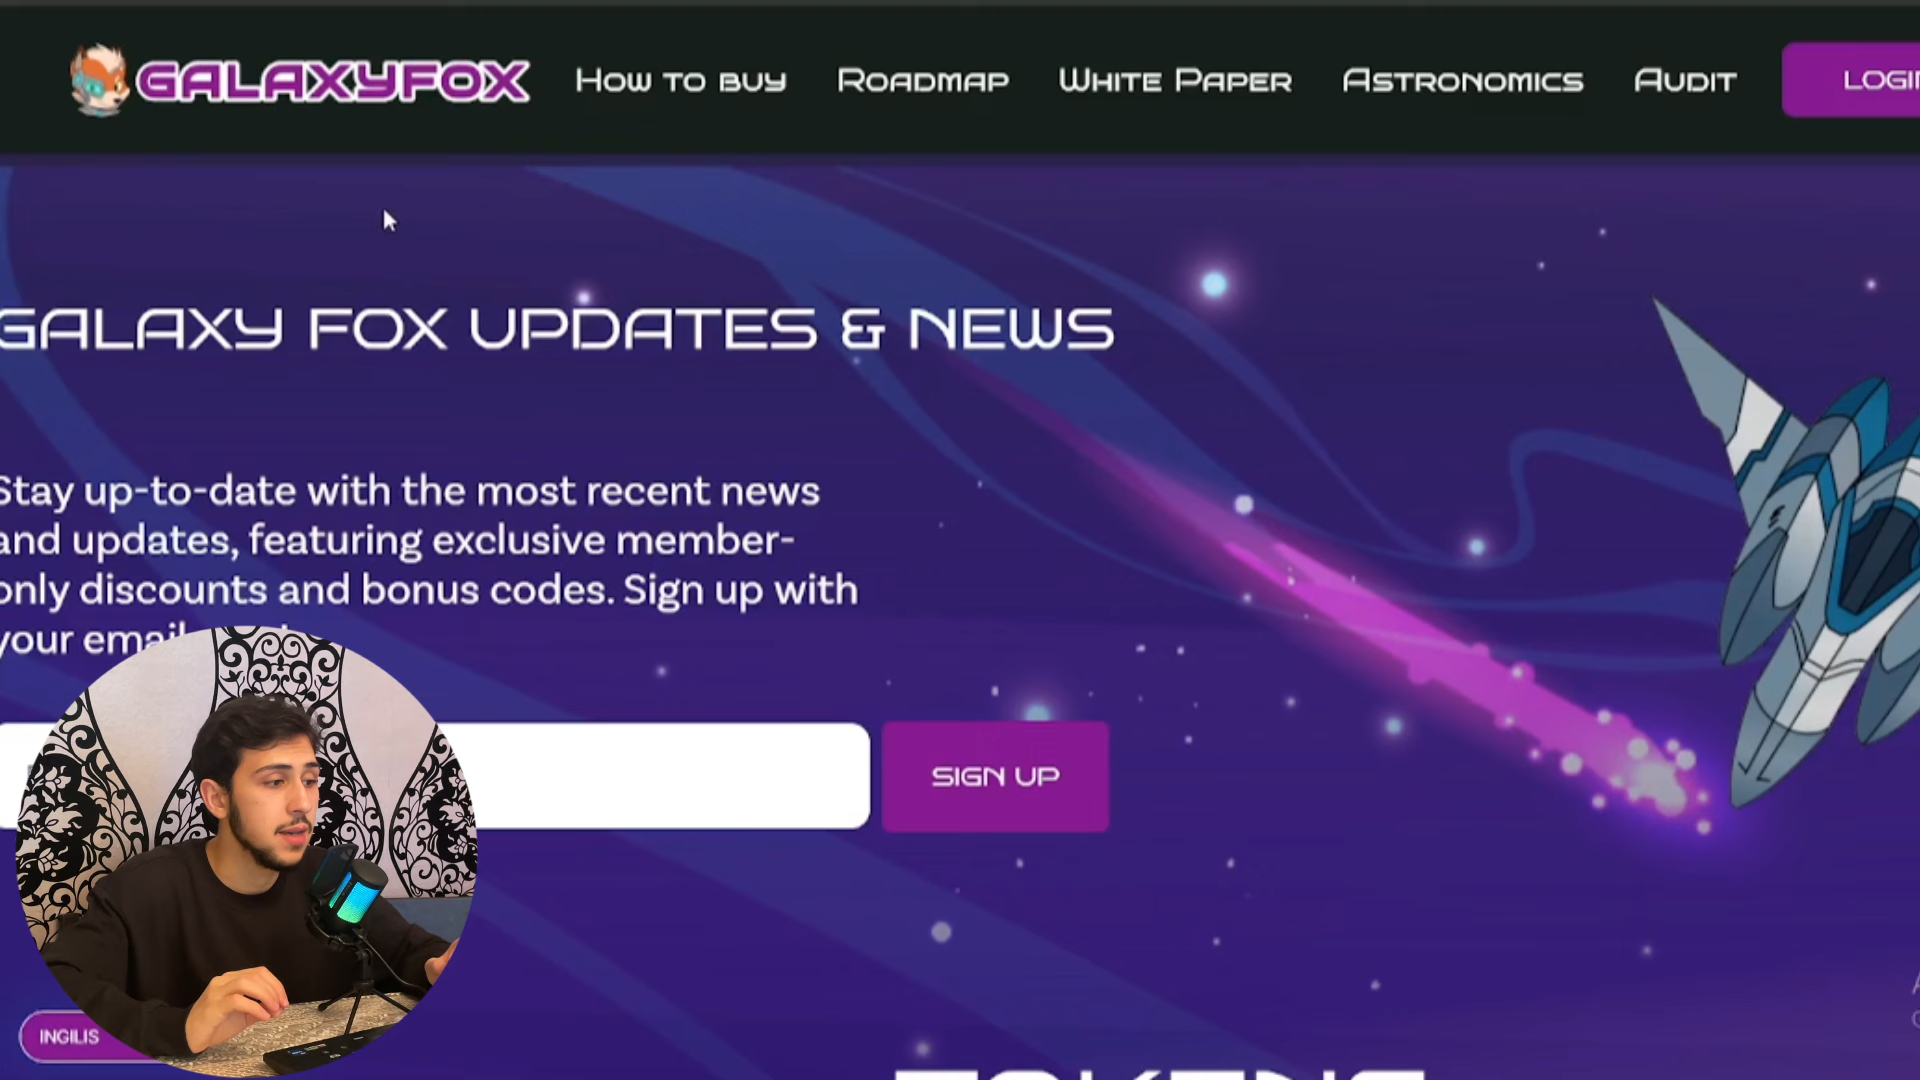 GALAXYFOX
How to buy
Roadmap
White Paper
Astronomics
Audit
GALAXY FOX UPDATES & NEWS
Stay up-to-date with the most recent news
and updates, featuring exclusive member-
only discounts and bonus codes. Sign up with
your
SIGN UP
INGILIS